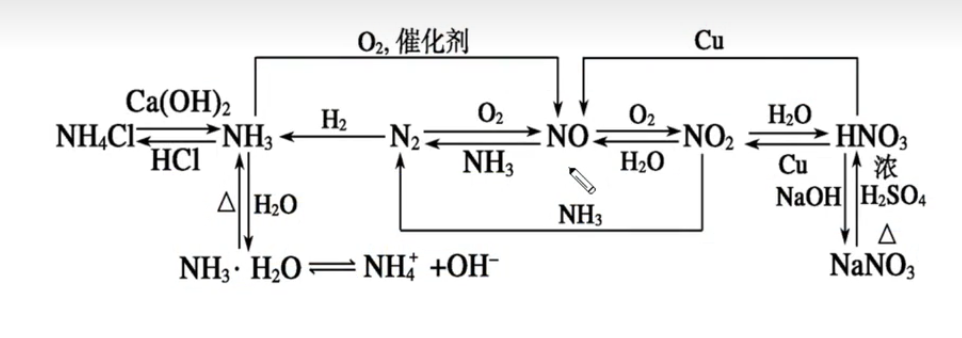 O₂, 催化剂 Cu
Ca(OH)₂ H₂ O₂ O₂ H₂O
NH₄Cl NH₃ N₂ NO NO₂ HNO₃
HCl NH₃ H₂O Cu 浓
△ H₂O NH₃ NaOH H₂SO₄
△
NH₃· H₂O ⇌ NH₄⁺ +OH⁻ NaNO₃